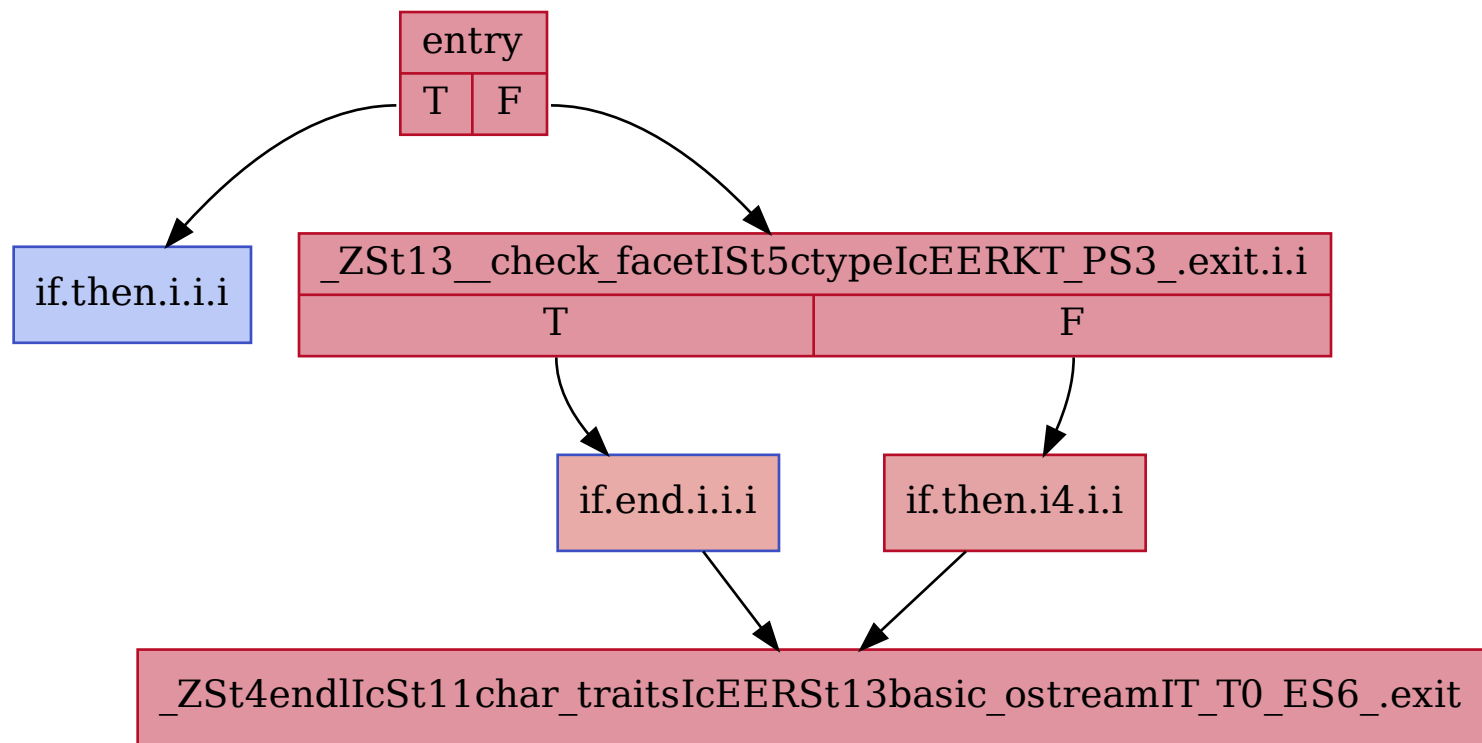 entry
T F
if.then.i.i.i
_ZSt13__check_facetISt5ctypeIcEERKT_PS3_.exit.i.i
T F
if.end.i.i.i
if.then.i4.i.i
_ZSt4endlIcSt11char_traitsIcEERSt13basic_ostreamIT_T0_ES6_.exit